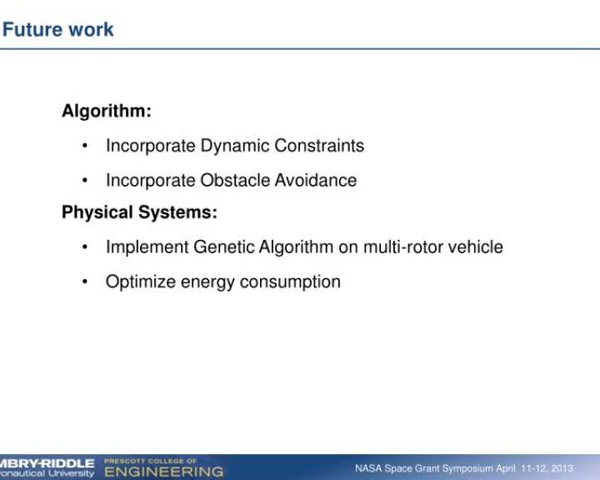 Future work
Algorithm:
• Incorporate Dynamic Constraints
• Incorporate Obstacle Avoidance
Physical Systems:
• Implement Genetic Algorithm on multi-rotor vehicle
• Optimize energy consumption
MBRY-RIDDLE
ronautical University
PRESCOTT COLLEGE OF
ENGINEERING
NASA Space Grant Symposium April 11-12, 2013